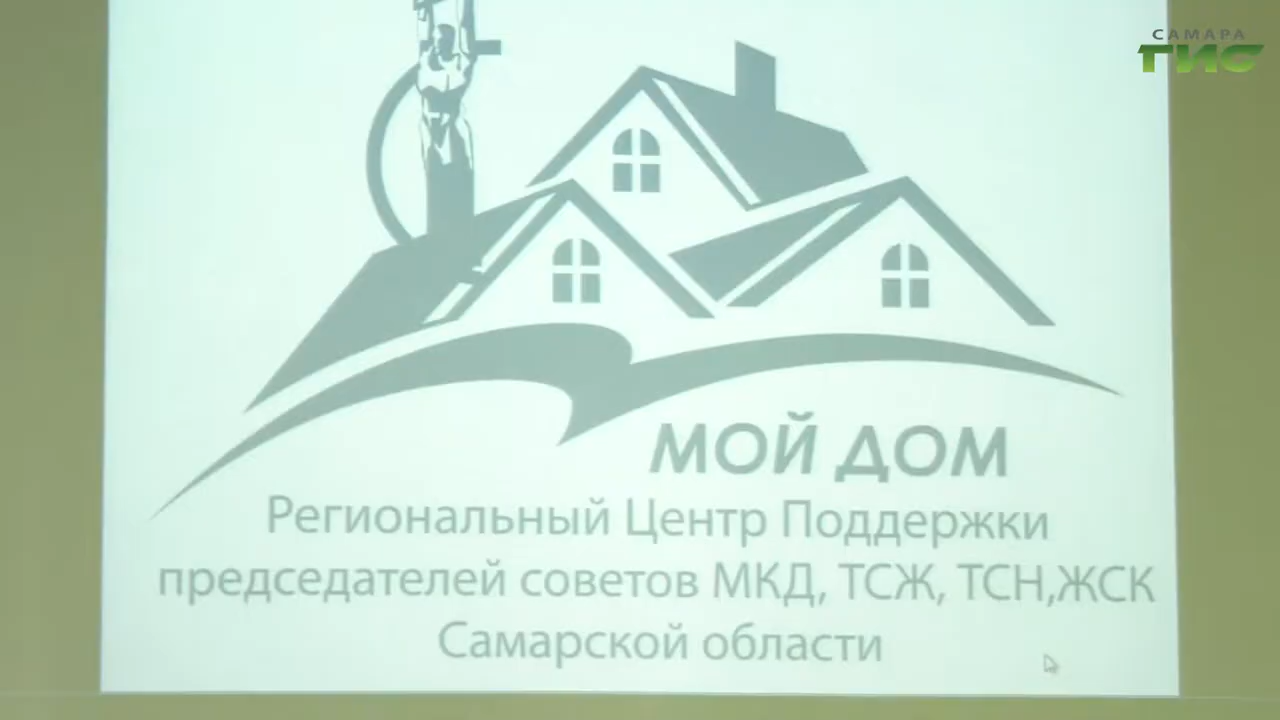 САМАРА
ГИС
МОЙ ДОМ
Региональный Центр Поддержки
председателей советов МКД, ТСЖ, ТСН,ЖСК
Самарской области